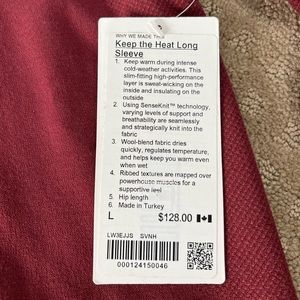 WHY WE MADE THIS
Keep the Heat Long
Sleeve
1. Keep warm during intense
cold-weather activities. This
slim-fitting high-performance
layer is sweat-wicking on the
inside and insulating on the
outside
2. Using SenseKnit™ technology,
varying levels of support and
breathability are seamlessly
and strategically knit into the
fabric
3. Wool-blend fabric dries
quickly, regulates temperature,
and helps keep you warm even
when wet
4. Ribbed textures are mapped over
powerhouse muscles for a
supportive feel
5. Hip length
6. Made in Turkey
L $128.00
LW3EJJS SVNH
000124150046